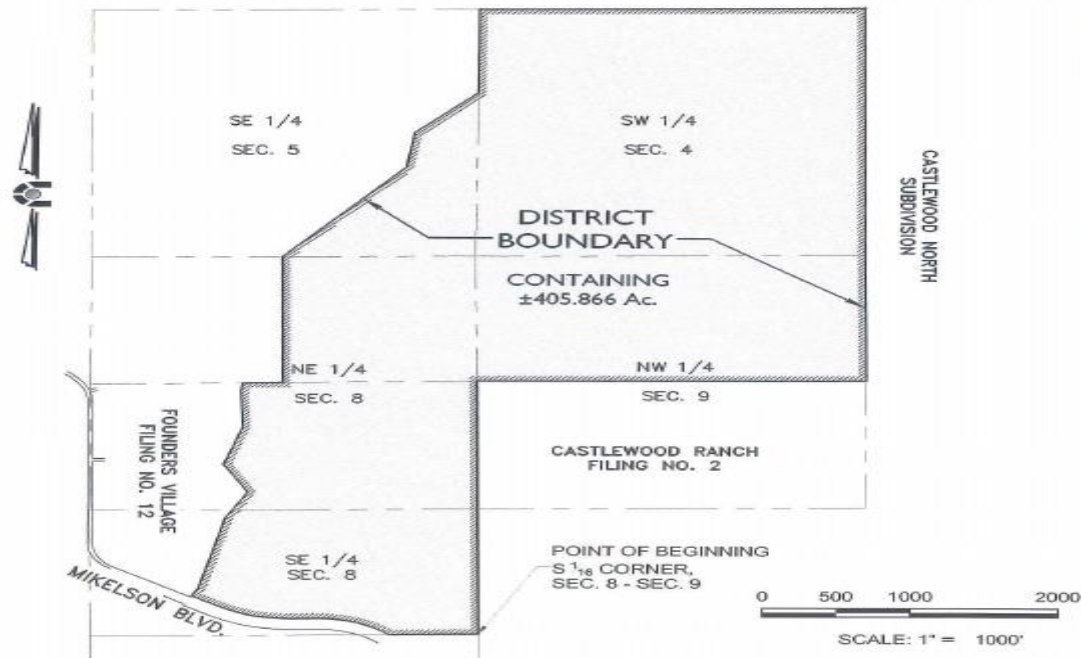 SE 1/4
SEC. 5
SW 1/4
SEC. 4
CASTLEWOOD NORTH
SUBDIVISION
DISTRICT
BOUNDARY
CONTAINING
±405.866 Ac.
NE 1/4
SEC. 8
NW 1/4
SEC. 9
FOUNDERS VILLAGE
FILING NO. 12
CASTLEWOOD RANCH
FILING NO. 2
SE 1/4
SEC. 8
MIKELSON BLVD.
POINT OF BEGINNING
S 1/16 CORNER,
SEC. 8 - SEC. 9
0 500 1000 2000
SCALE: 1" = 1000'